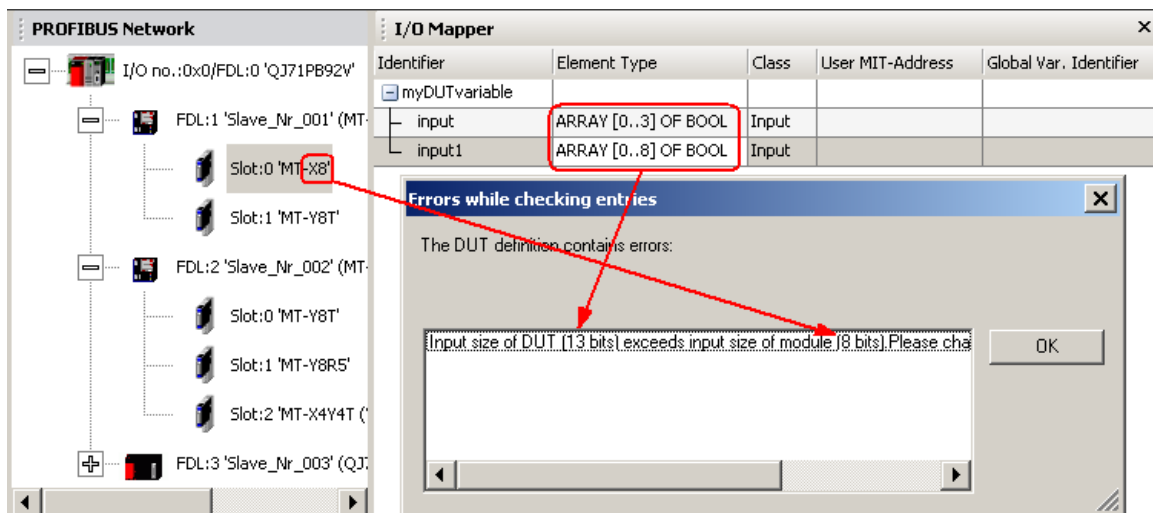 PROFIBUS Network
I/O no.:0x0/FDL:0 'QJ71PB92V'
FDL:1 'Slave_Nr_001' (MT-
Slot:0 'MT-X8'
Slot:1 'MT-Y8T'
FDL:2 'Slave_Nr_002' (MT-
Slot:0 'MT-Y8T'
Slot:1 'MT-Y8R5'
Slot:2 'MT-X4Y4T (
FDL:3 'Slave_Nr_003' (QJ7
I/O Mapper
Identifier Element Type Class User MIT-Address Global Var. Identifier
myDUTvariable
input ARRAY [0..3] OF BOOL Input
input1 ARRAY [0..8] OF BOOL Input
Errors while checking entries
The DUT definition contains errors:
Input size of DUT (13 bits) exceeds input size of module (8 bits).Please cha
OK